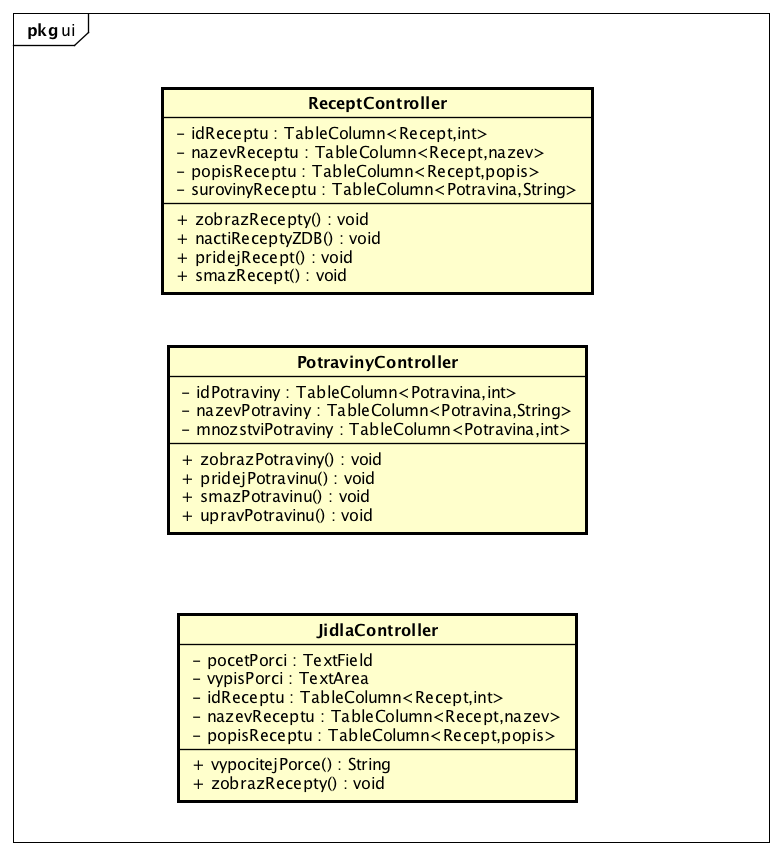 pkg ui
ReceptController
- idReceptu : TableColumn<Recept,int>
- nazevReceptu : TableColumn<Recept,nazev>
- popisReceptu : TableColumn<Recept,popis>
- surovinyReceptu : TableColumn<Potravina,String>
+ zobrazRecepty() : void
+ nactiReceptyZDB() : void
+ pridejRecept() : void
+ smazRecept() : void
PotravinyController
- idPotraviny : TableColumn<Potravina,int>
- nazevPotraviny : TableColumn<Potravina,String>
- mnozstviPotraviny : TableColumn<Potravina,int>
+ zobrazPotraviny() : void
+ pridejPotravinu() : void
+ smazPotravinu() : void
+ upravPotravinu() : void
JidlaController
- pocetPorci : TextField
- vypisPorci : TextArea
- idReceptu : TableColumn<Recept,int>
- nazevReceptu : TableColumn<Recept,nazev>
- popisReceptu : TableColumn<Recept,popis>
+ vypocitejPorce() : String
+ zobrazRecepty() : void